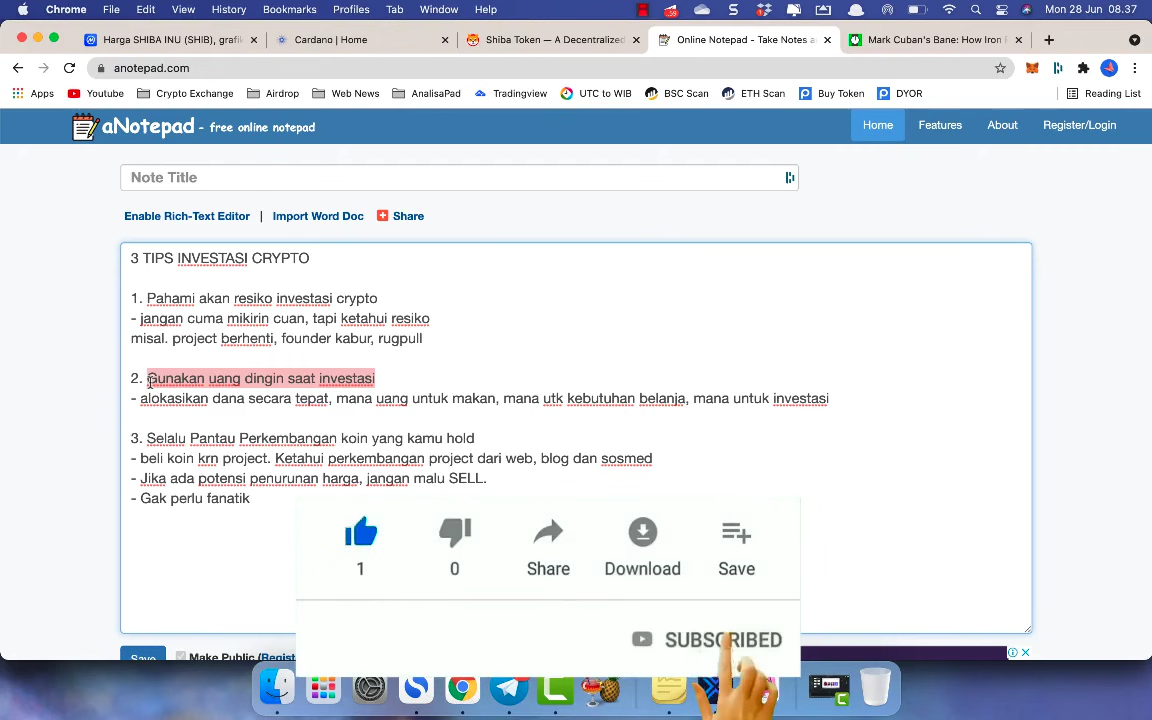 Chrome File Edit View History Bookmarks Profiles Tab Window Help Mon 28 Jun 08.37
Harga SHIBA INU (SHIB), grafik Cardano | Home Shiba Token — A Decentralized Online Notepad - Take Notes a Mark Cuban's Bane: How Iron F
anotepad.com
Apps Youtube Crypto Exchange Airdrop Web News AnalisaPad Tradingview UTC to WIB BSC Scan ETH Scan Buy Token DYOR Reading List
aNotepad - free online notepad Home Features About Register/Login
Note Title
Enable Rich-Text Editor | Import Word Doc Share
3 TIPS INVESTASI CRYPTO
1. Pahami akan resiko investasi crypto
- jangan cuma mikirin cuan, tapi ketahui resiko
misal. project berhenti, founder kabur, rugpull
2. Gunakan uang dingin saat investasi
- alokasikan dana secara tepat, mana uang untuk makan, mana utk kebutuhan belanja, mana untuk investasi
3. Selalu Pantau Perkembangan koin yang kamu hold
- beli koin krn project. Ketahui perkembangan project dari web, blog dan sosmed
- Jika ada potensi penurunan harga, jangan malu SELL.
- Gak perlu fanatik
1 0 Share Download Save
SUBSCRIBED
Save Make Public (Regist